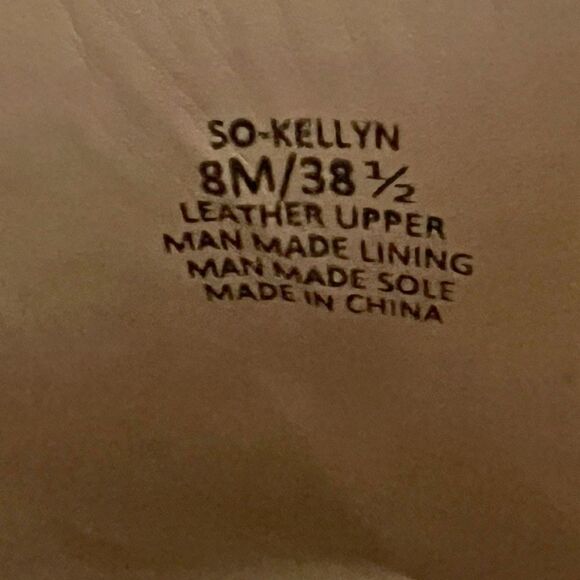 SO-KELLYN
8M/38 ½
LEATHER UPPER
MAN MADE LINING
MAN MADE SOLE
MADE IN CHINA